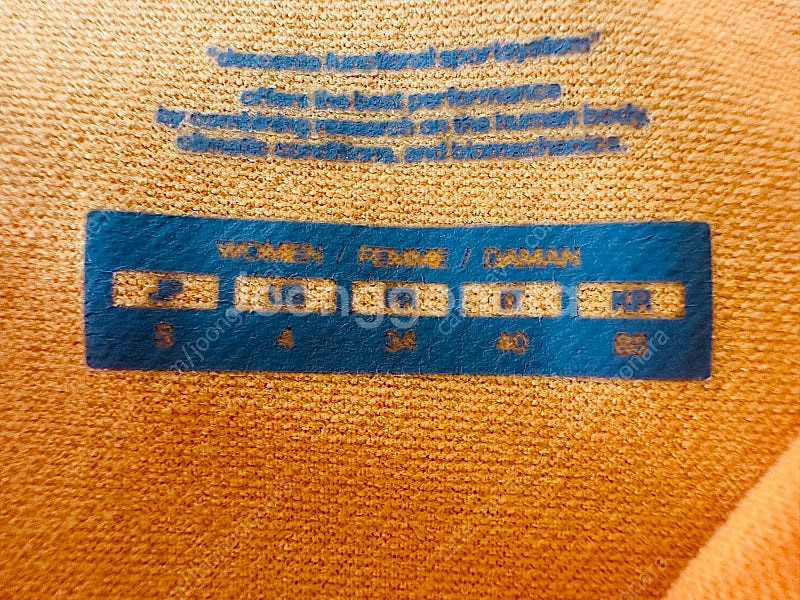 "descente functional sportsystem"
offers the best performance
by combining research on the human body,
climatic conditions, and biomechanics.
WOMEN / FEMME / DAMAN
JP US KR
S 4 34 40 85
joonggonara